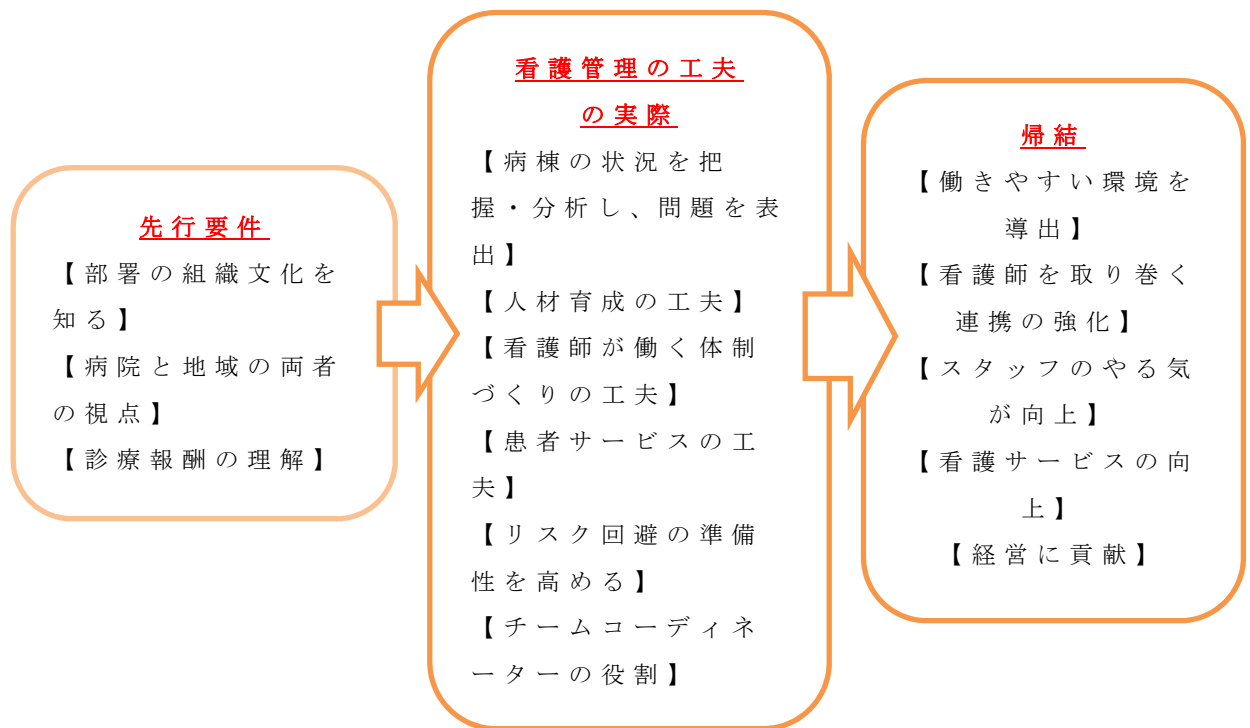 先行要件
【部署の組織文化を
知る】
【病院と地域の両者
の視点】
【診療報酬の理解】
看護管理の工夫
の実際
【病棟の状況を把
握・分析し、問題を表
出】
【人材育成の工夫】
【看護師が働く体制
づくりの工夫】
【患者サービスの工
夫】
【リスク回避の準備
性を高める】
【チームコーディネ
ーターの役割】
帰結
【働きやすい環境を
導出】
【看護師を取り巻く
連携の強化】
【スタッフのやる気
が向上】
【看護サービスの向
上】
【経営に貢献】